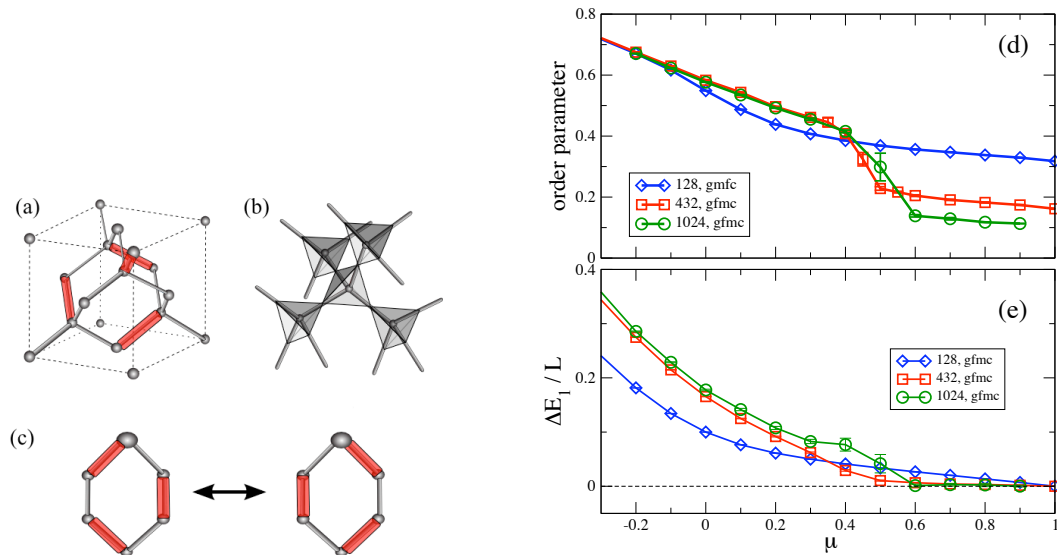 (a)
(b)
(c)
(d)
order parameter
0.8
0.6
0.4
0.2
0
128, gmfc
432, gfmc
1024, gfmc
(e)
ΔE₁ / L
0.4
0.2
0
128, gfmc
432, gfmc
1024, gfmc
-0.2 0 0.2 0.4 0.6 0.8 1
μ